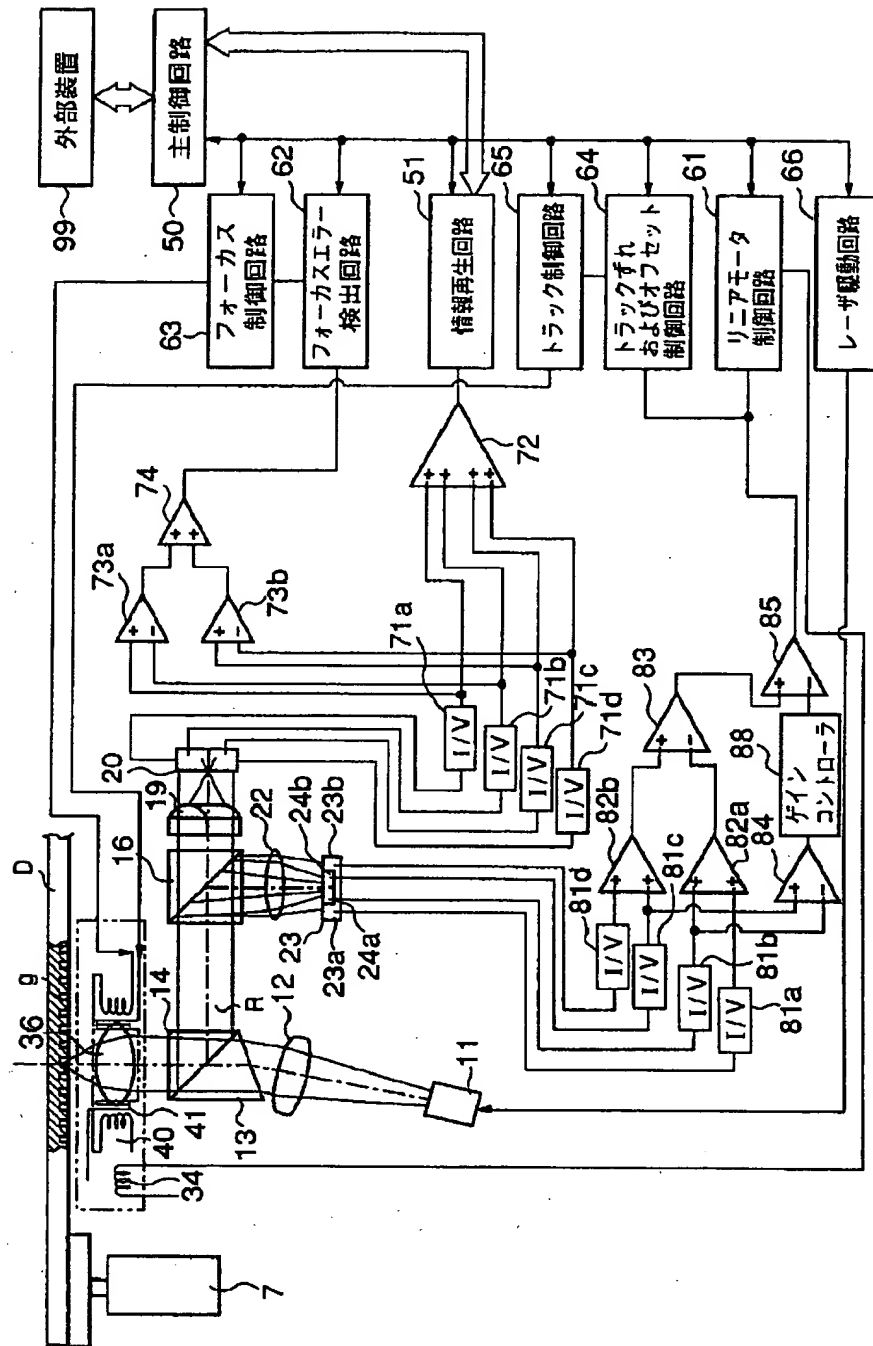 外部装置
99
主制御回路
50
フォーカス
制御回路
63
フォーカスエラー
検出回路
62
情報再生回路
51
トラック制御回路
65
トラックずれ
およびオフセット
制御回路
64
リニアモータ
制御回路
61
レーザ駆動回路
66
74
+
+
73a
+
-
73b
+
-
72
+
+
+
+
71a
I/V
71b
I/V
71c
I/V
71d
I/V
85
+
-
83
+
-
88
ゲイン
コントローラ
82b
+
+
82a
+
+
84
+
-
81d
I/V
81c
I/V
81b
I/V
81a
I/V
20
19
16
22
24b
23b
23
23a
24a
D
g
36
14
R
12
11
13
41
40
34
7